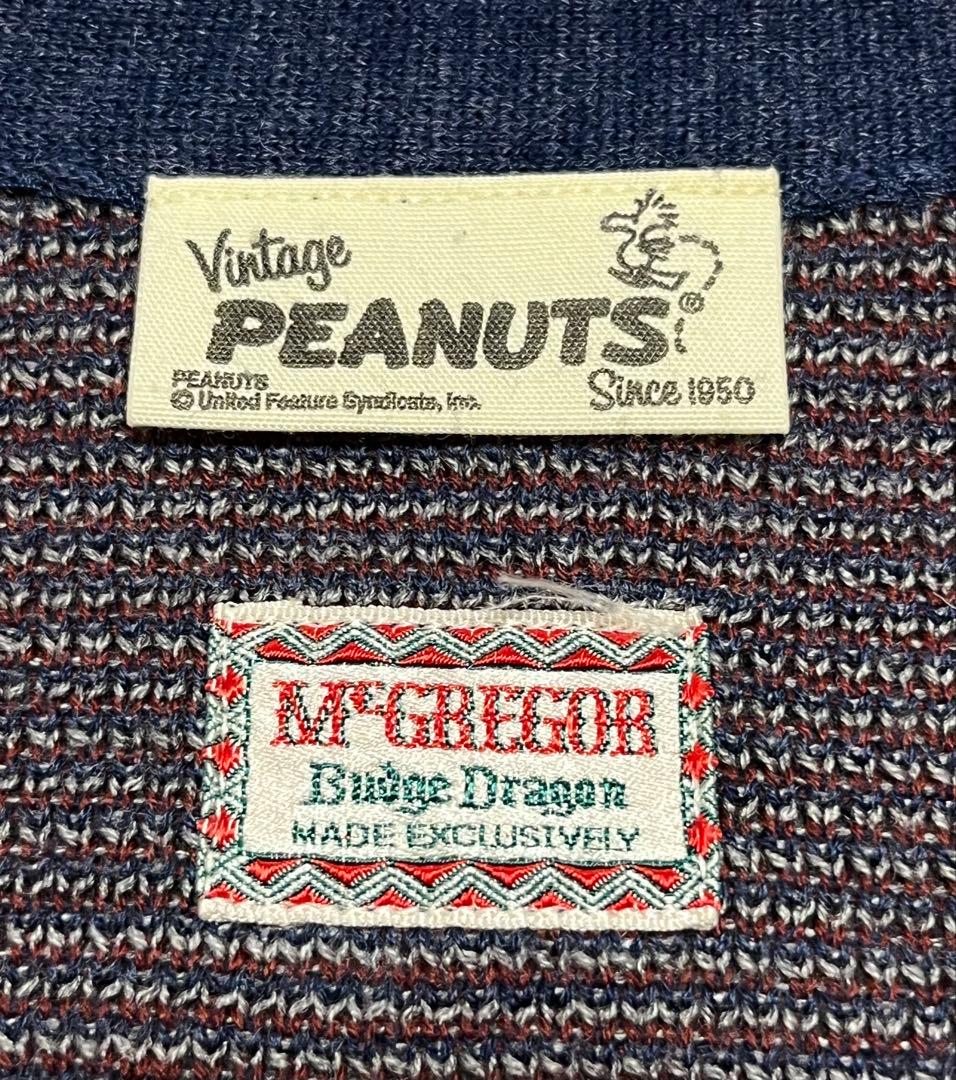 Vintage
PEANUTS®
PEANUTS
© United Feature Syndicate, Inc.
Since 1950
McGREGOR
Budge Dragon
MADE EXCLUSIVELY